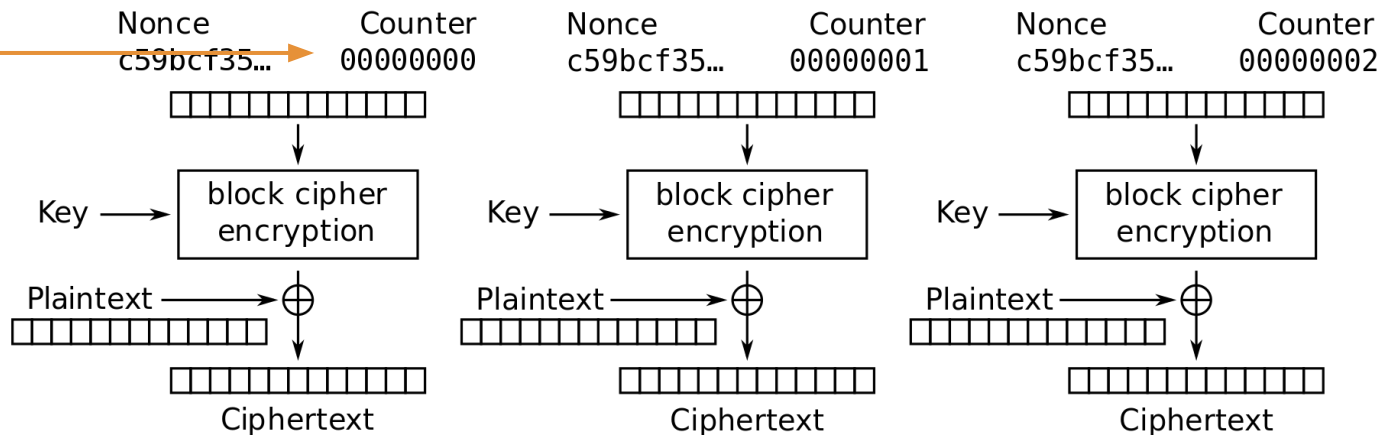 Nonce Counter Nonce Counter Nonce Counter
c59bcf35… 00000000 c59bcf35… 00000001 c59bcf35… 00000002
block cipher block cipher block cipher
Key Key Key
encryption encryption encryption
Plaintext Plaintext Plaintext
Ciphertext Ciphertext Ciphertext